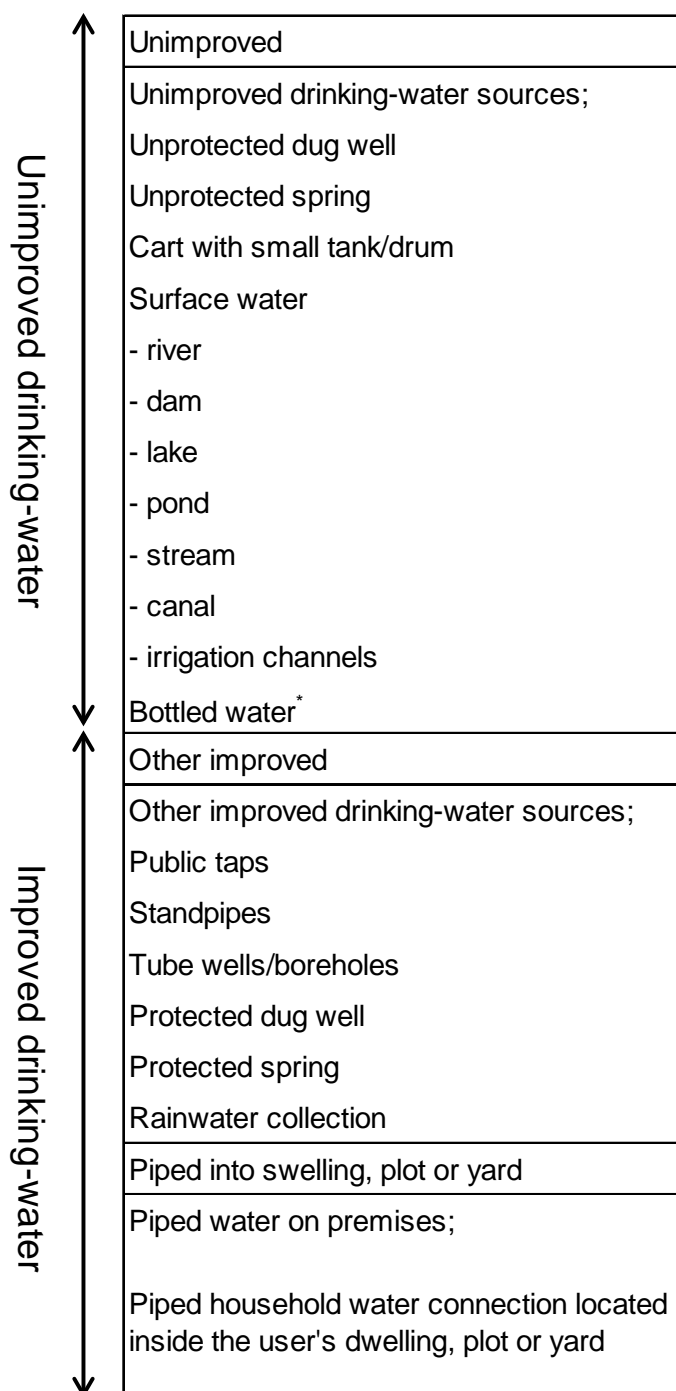 Unimproved drinking-water
Unimproved
Unimproved drinking-water sources;
Unprotected dug well
Unprotected spring
Cart with small tank/drum
Surface water
- river
- dam
- lake
- pond
- stream
- canal
- irrigation channels
Bottled water*
Improved drinking-water
Other improved
Other improved drinking-water sources;
Public taps
Standpipes
Tube wells/boreholes
Protected dug well
Protected spring
Rainwater collection
Piped into swelling, plot or yard
Piped water on premises;
Piped household water connection located
inside the user's dwelling, plot or yard